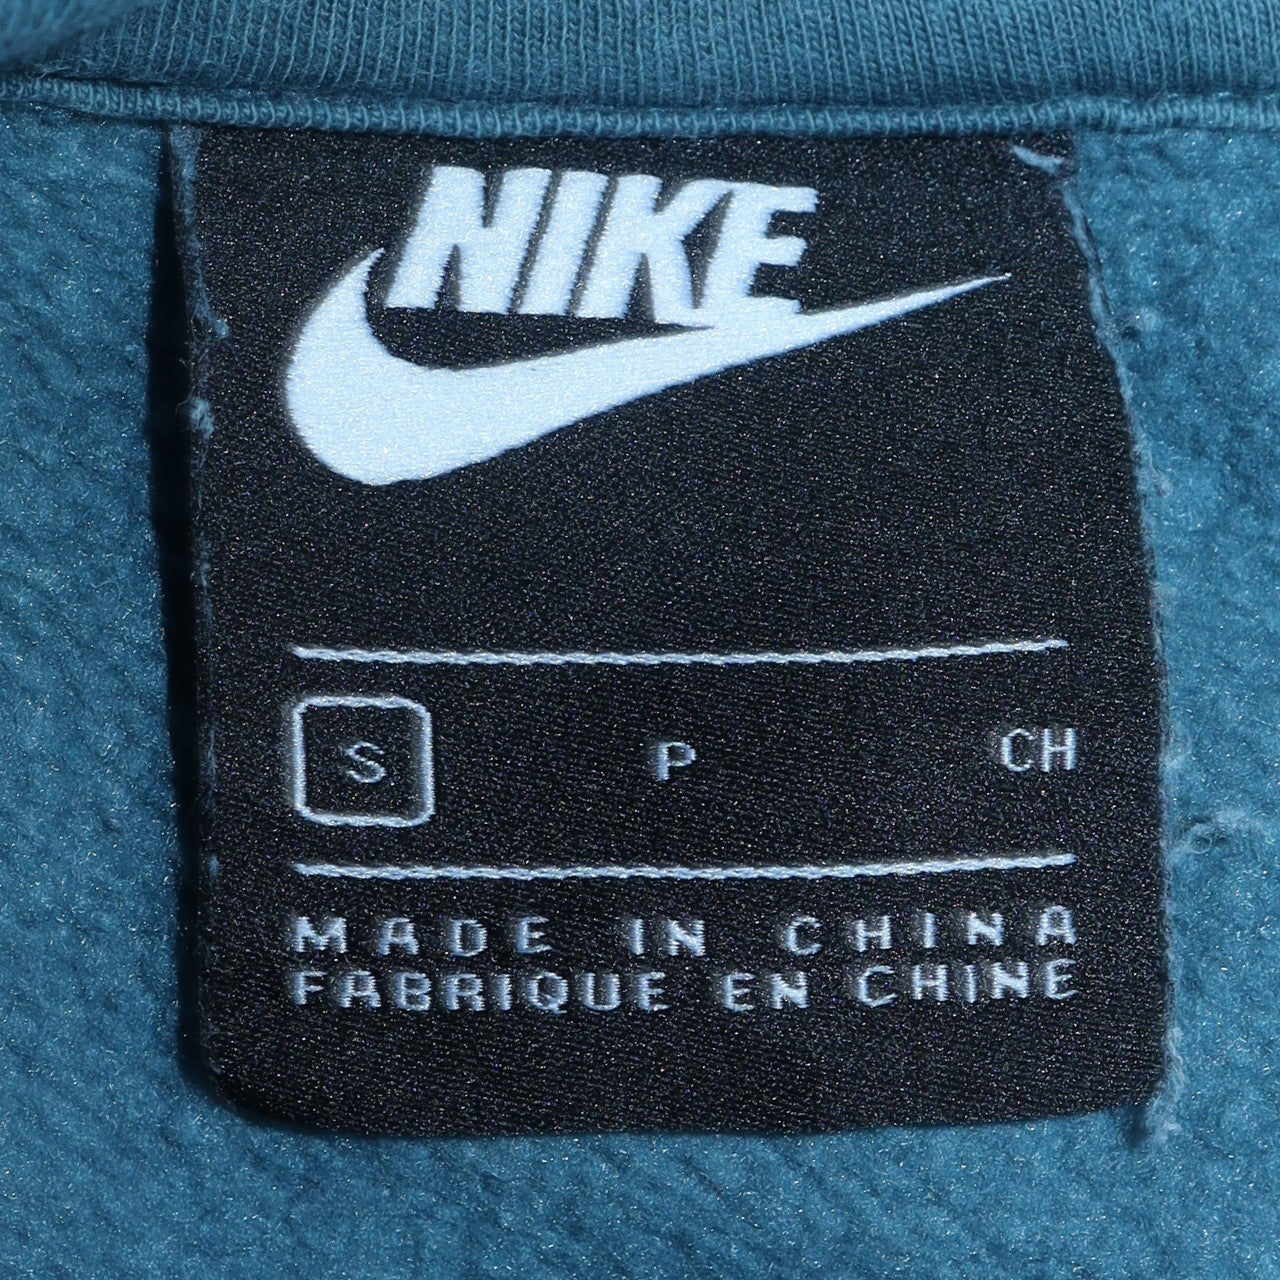 NIKE
S P CH
MADE IN CHINA
FABRIQUE EN CHINE